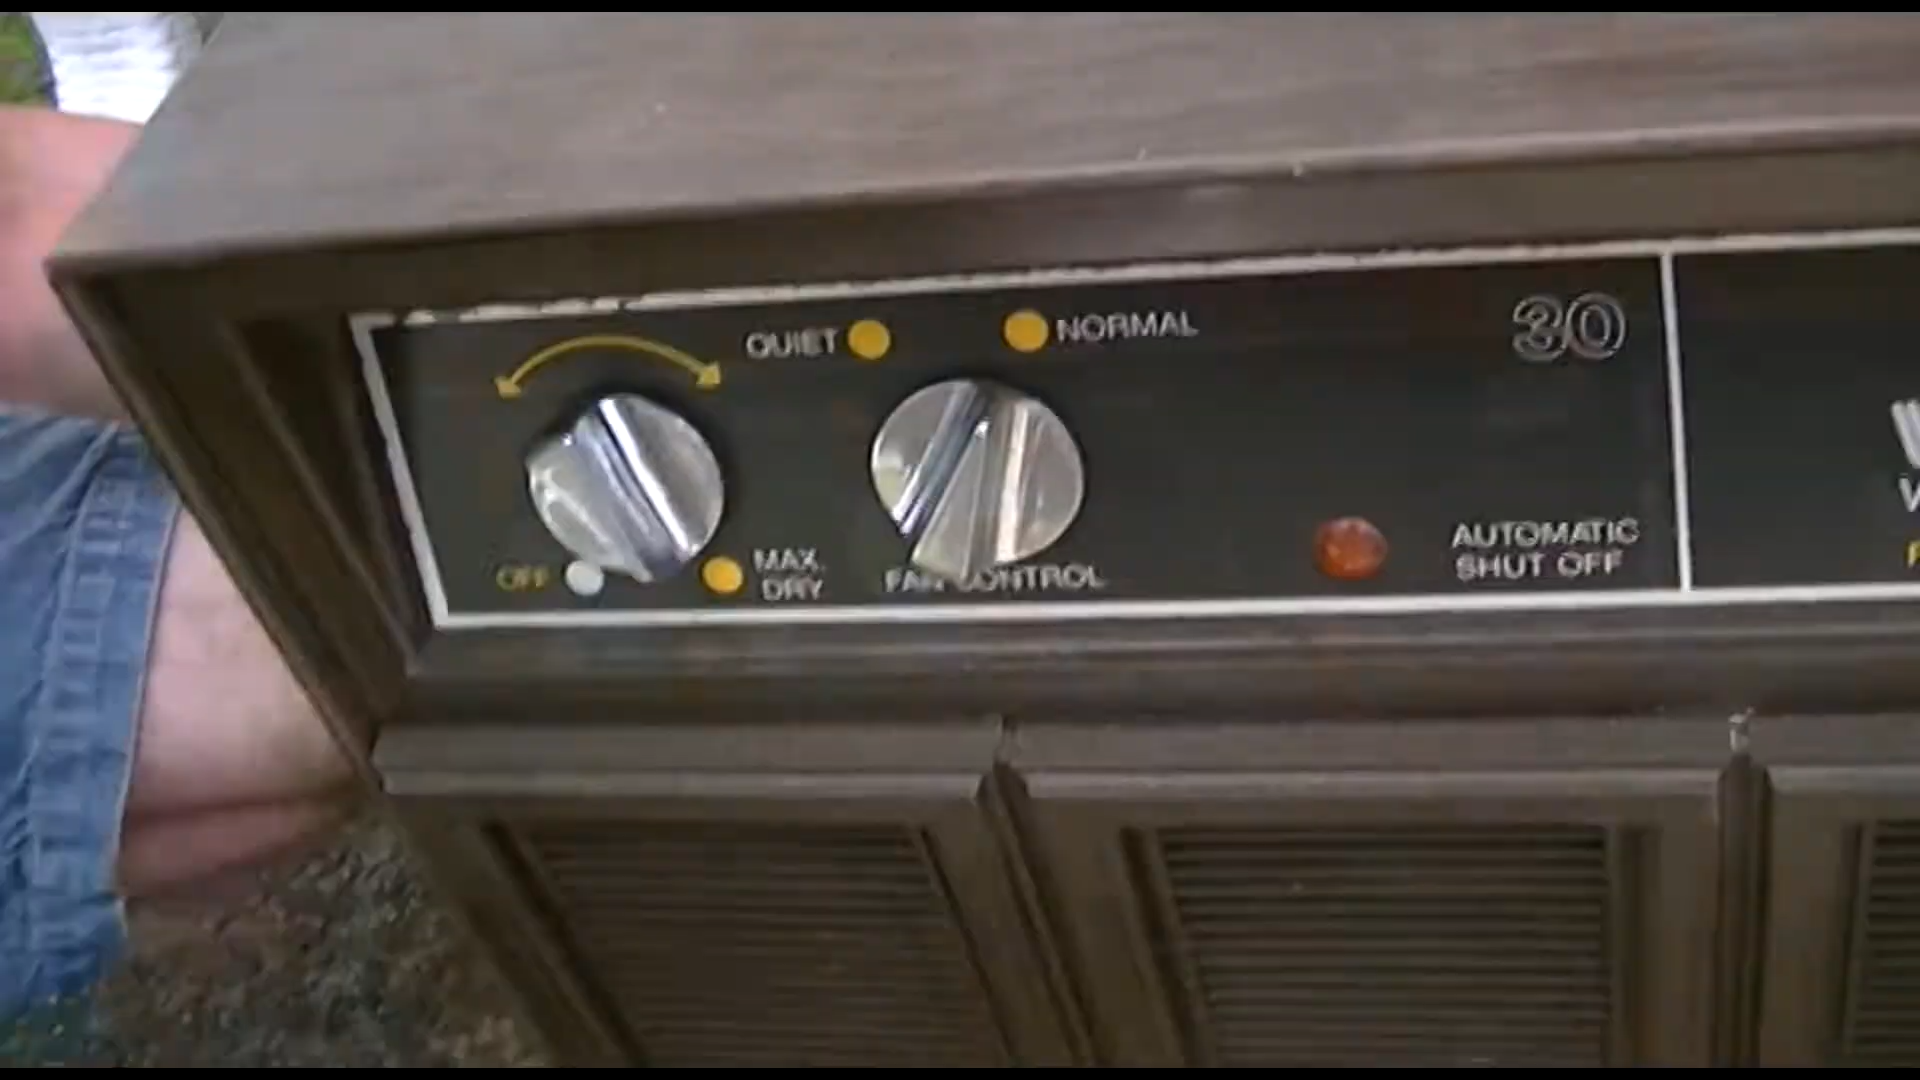 QUIET
NORMAL
30
OFF
MAX.
DRY
FAN CONTROL
AUTOMATIC
SHUT OFF